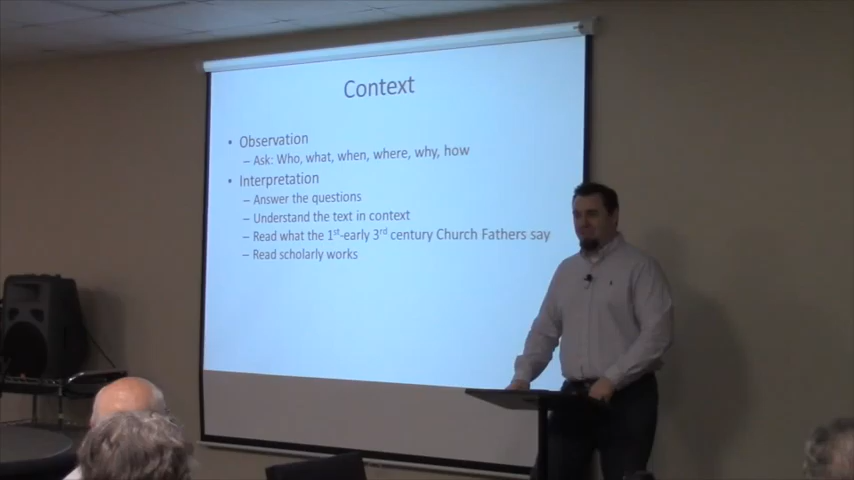 Context
• Observation
– Ask: Who, what, when, where, why, how
• Interpretation
– Answer the questions
– Understand the text in context
– Read what the 1st-early 3rd century Church Fathers say
– Read scholarly works